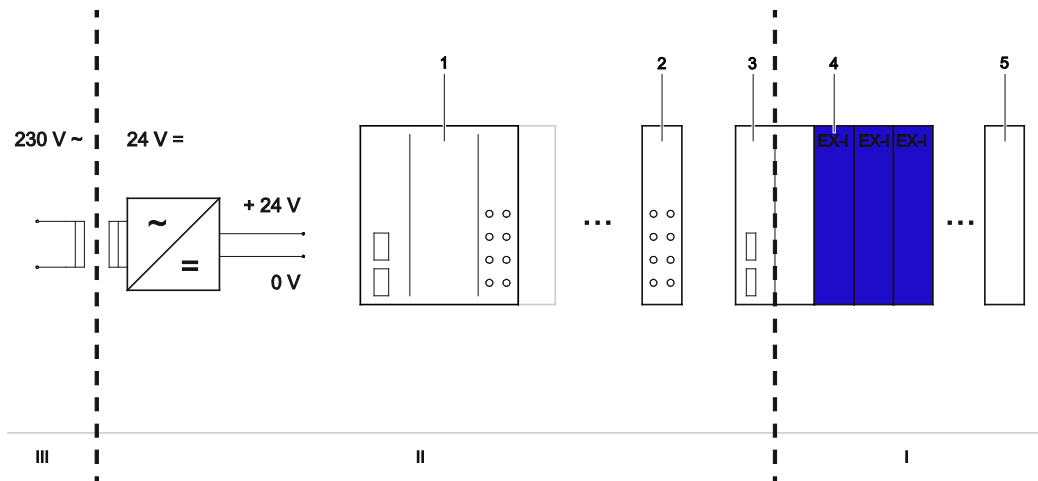 1 2 3 4 5
230 V ~ 24 V =
EX-i EX-i EX-i
+ 24 V
~
=
0 V
... ...
III II I